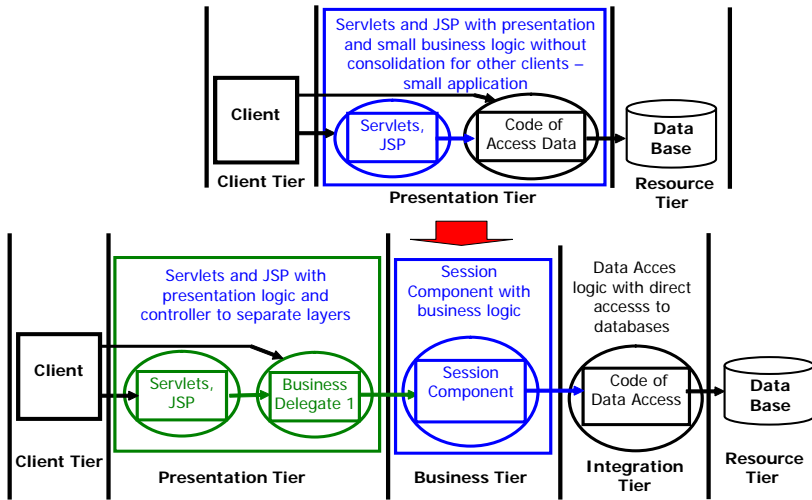 Servlets and JSP with presentation
and small business logic without
consolidation for other clients –
small application
Client
Servlets,
JSP
Code of
Access Data
Data
Base
Client Tier
Presentation Tier
Resource
Tier
Servlets and JSP with
presentation logic and
controller to separate layers
Session
Component with
business logic
Data Acces
logic with direct
accesss to
databases
Client
Servlets,
JSP
Business
Delegate 1
Session
Component
Code of
Data Access
Data
Base
Client Tier
Presentation Tier
Business Tier
Integration
Tier
Resource
Tier